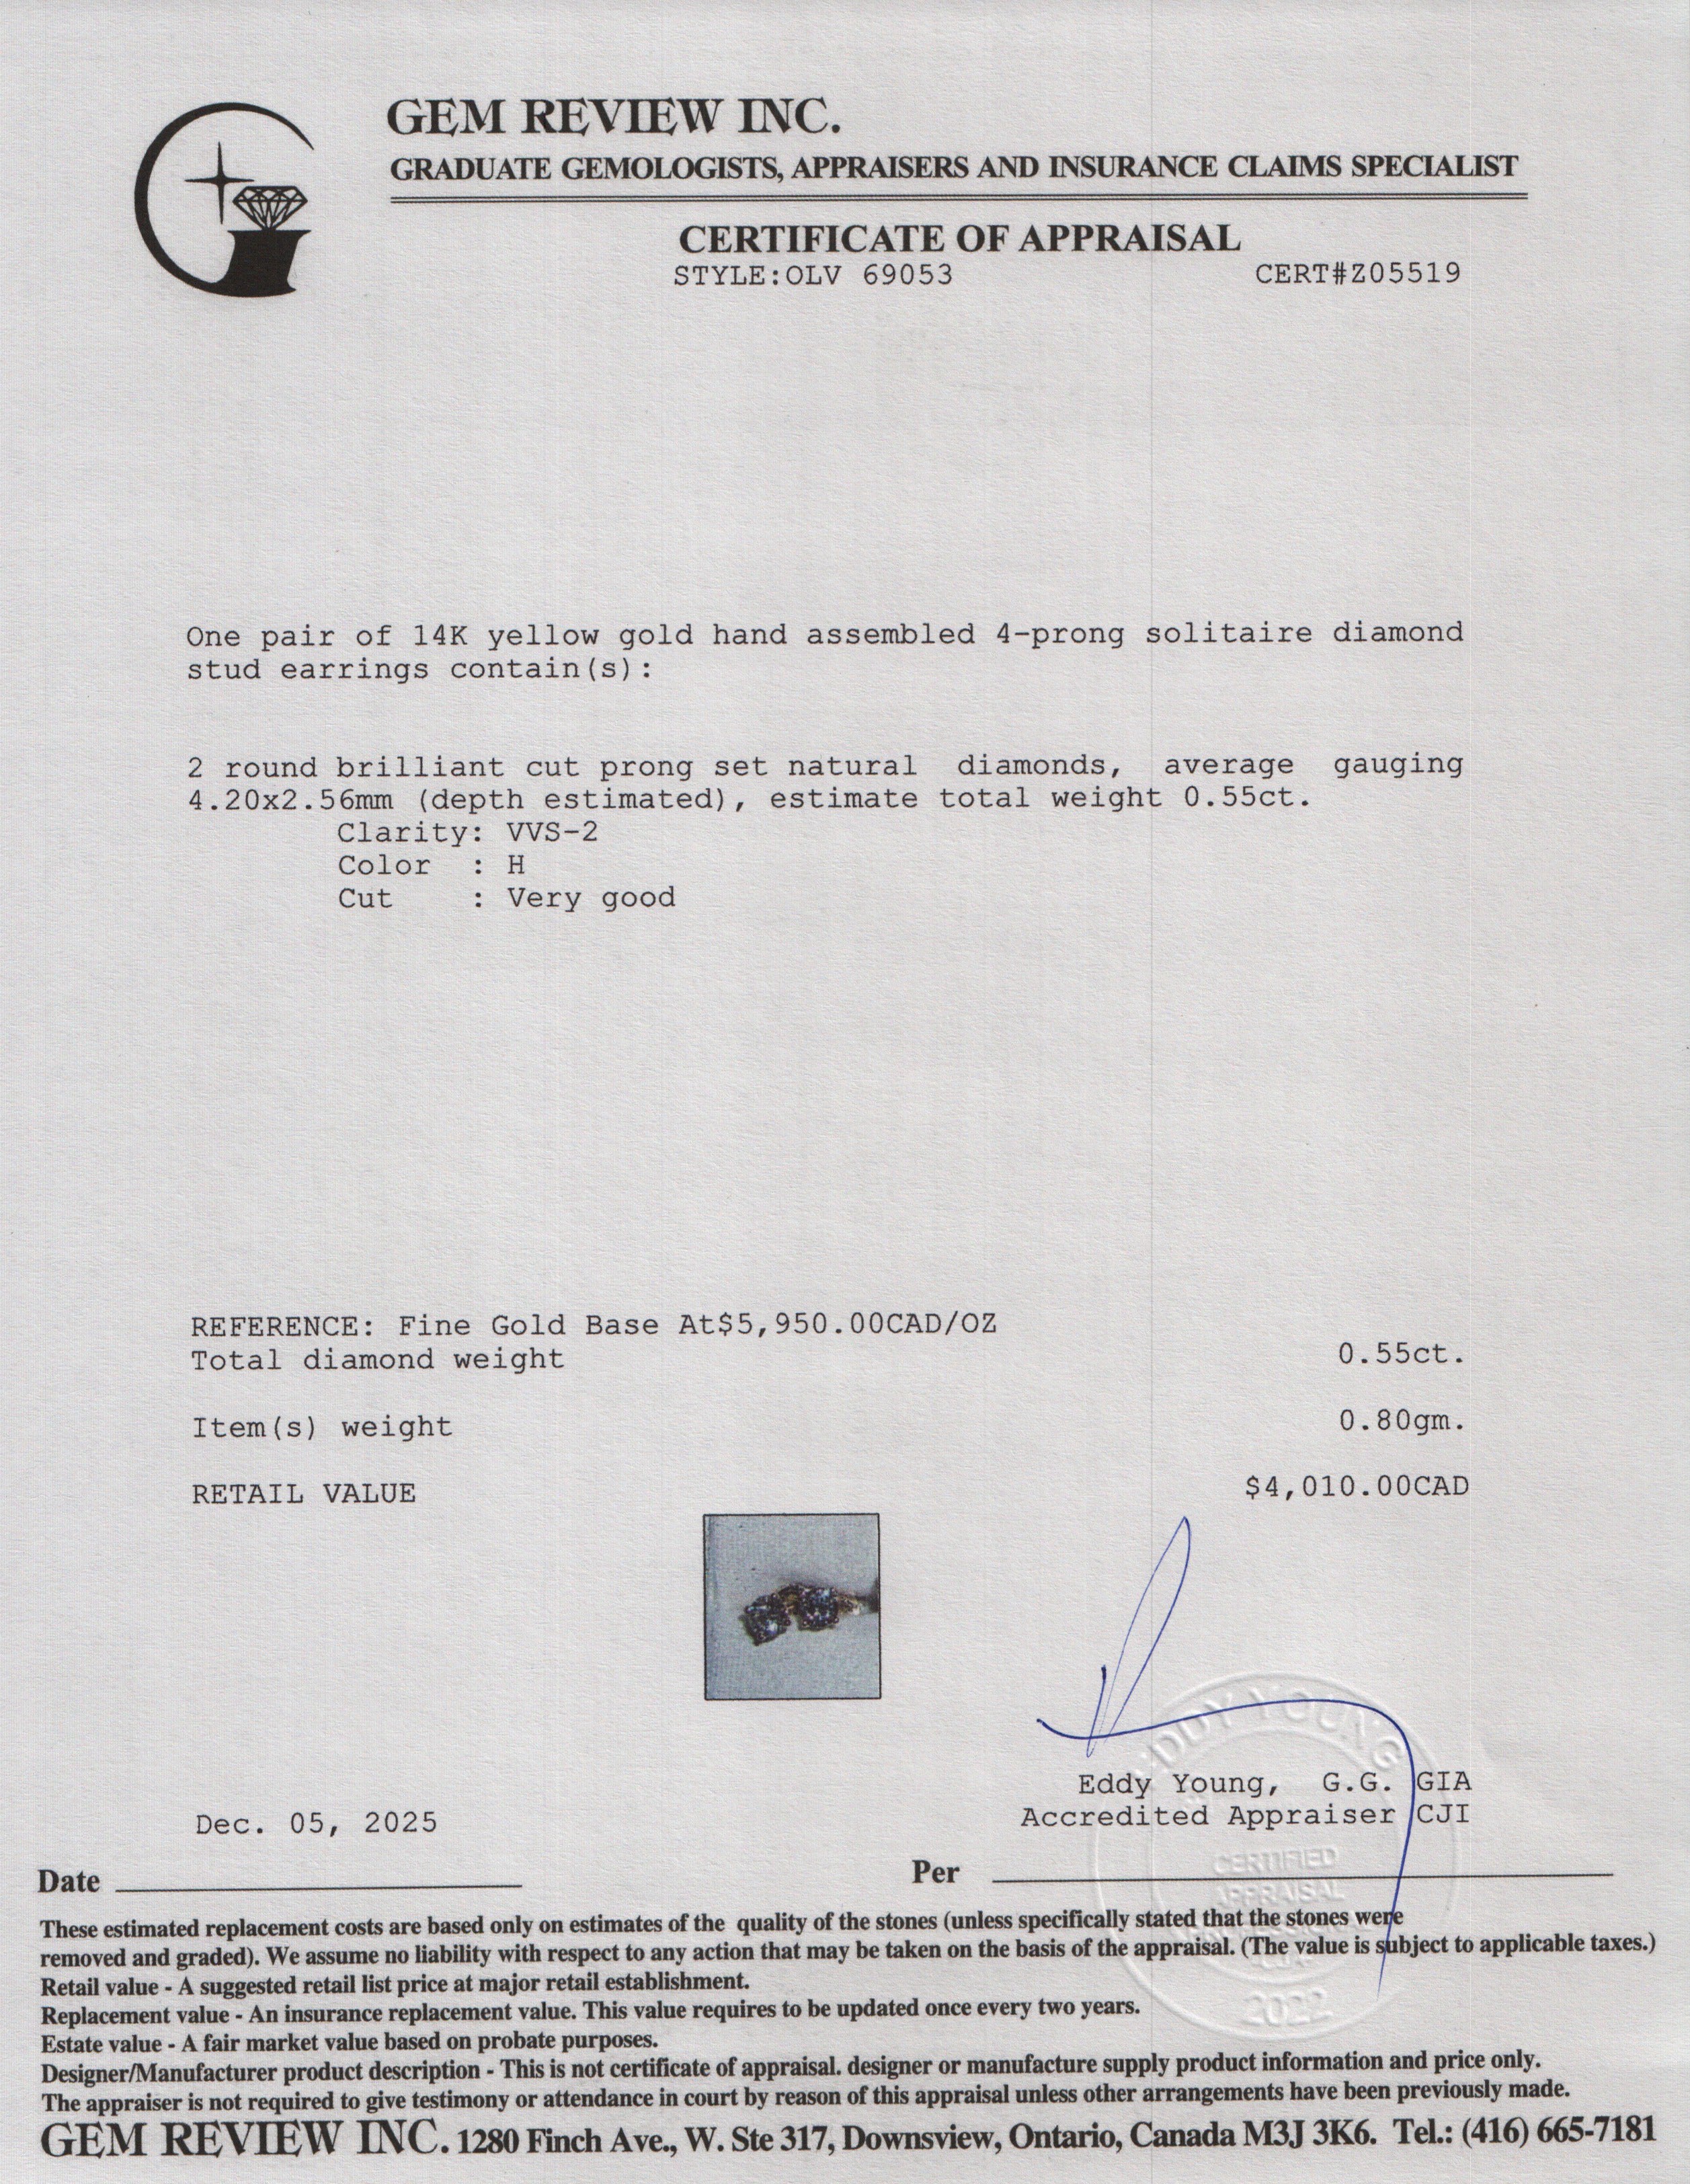 GEM REVIEW INC.
GRADUATE GEMOLOGISTS, APPRAISERS AND INSURANCE CLAIMS SPECIALIST
CERTIFICATE OF APPRAISAL
STYLE:OLV 69053 CERT#Z05519
One pair of 14K yellow gold hand assembled 4-prong solitaire diamond
stud earrings contain(s):
2 round brilliant cut prong set natural diamonds, average gauging
4.20x2.56mm (depth estimated), estimate total weight 0.55ct.
Clarity: VVS-2
Color : H
Cut : Very good
REFERENCE: Fine Gold Base At$5,950.00CAD/OZ
Total diamond weight 0.55ct.
Item(s) weight 0.80gm.
RETAIL VALUE $4,010.00CAD
EDDY YOUNG
Eddy Young, G.G. GIA
Dec. 05, 2025 Accredited Appraiser CJI
CERTIFIED
APPRAISAL
2022
Date Per
These estimated replacement costs are based only on estimates of the quality of the stones (unless specifically stated that the stones were
removed and graded). We assume no liability with respect to any action that may be taken on the basis of the appraisal. (The value is subject to applicable taxes.)
Retail value - A suggested retail list price at major retail establishment.
Replacement value - An insurance replacement value. This value requires to be updated once every two years.
Estate value - A fair market value based on probate purposes.
Designer/Manufacturer product description - This is not certificate of appraisal. designer or manufacture supply product information and price only.
The appraiser is not required to give testimony or attendance in court by reason of this appraisal unless other arrangements have been previously made.
GEM REVIEW INC. 1280 Finch Ave., W. Ste 317, Downsview, Ontario, Canada M3J 3K6. Tel.: (416) 665-7181